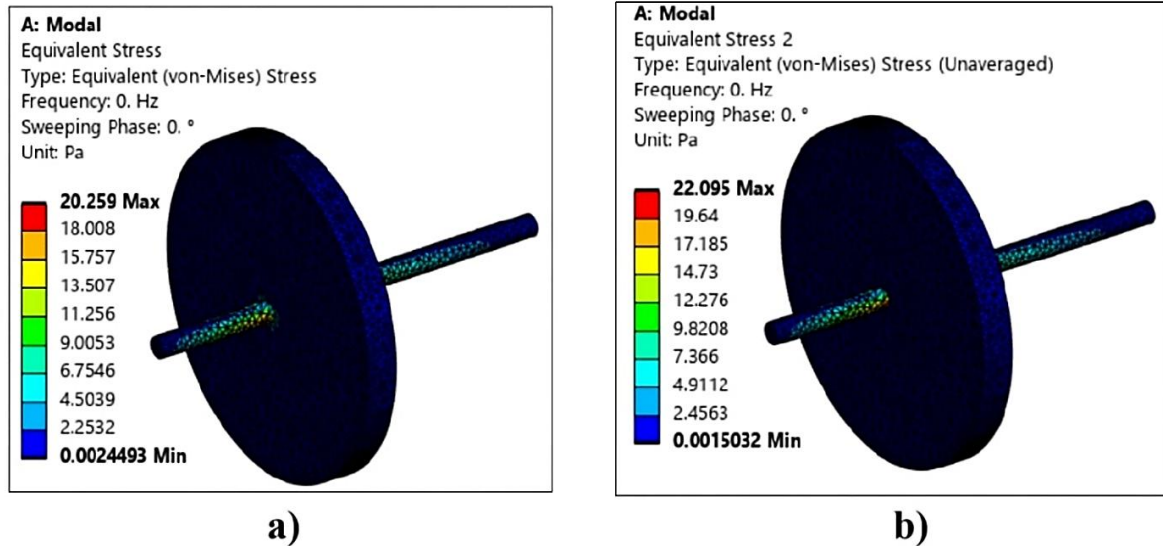 A: Modal
Equivalent Stress
Type: Equivalent (von-Mises) Stress
Frequency: 0. Hz
Sweeping Phase: 0. °
Unit: Pa
20.259 Max
18.008
15.757
13.507
11.256
9.0053
6.7546
4.5039
2.2532
0.0024493 Min
a)
A: Modal
Equivalent Stress 2
Type: Equivalent (von-Mises) Stress (Unaveraged)
Frequency: 0. Hz
Sweeping Phase: 0. °
Unit: Pa
22.095 Max
19.64
17.185
14.73
12.276
9.8208
7.366
4.9112
2.4563
0.0015032 Min
b)